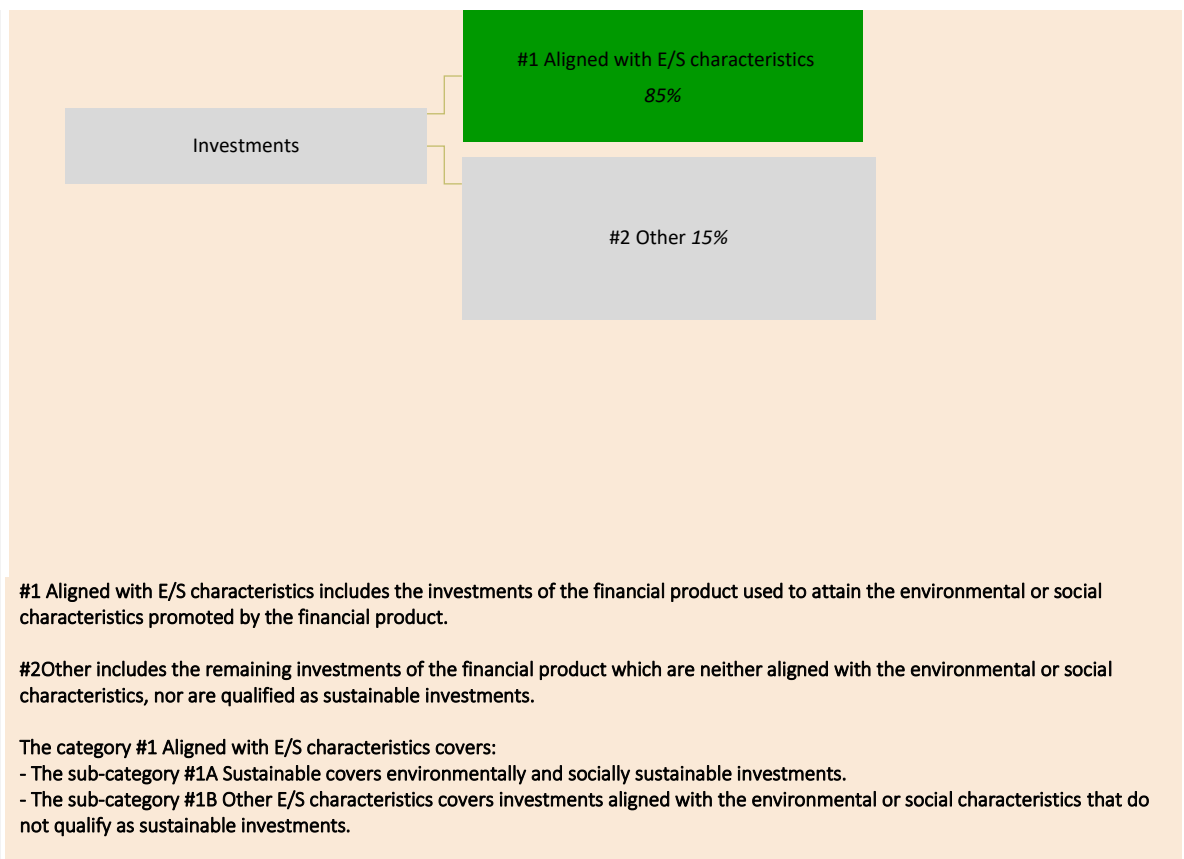 #1 Aligned with E/S characteristics
85%
Investments
#2 Other 15%
#1 Aligned with E/S characteristics includes the investments of the financial product used to attain the environmental or social
characteristics promoted by the financial product.
#2Other includes the remaining investments of the financial product which are neither aligned with the environmental or social
characteristics, nor are qualified as sustainable investments.
The category #1 Aligned with E/S characteristics covers:
- The sub-category #1A Sustainable covers environmentally and socially sustainable investments.
- The sub-category #1B Other E/S characteristics covers investments aligned with the environmental or social characteristics that do
not qualify as sustainable investments.